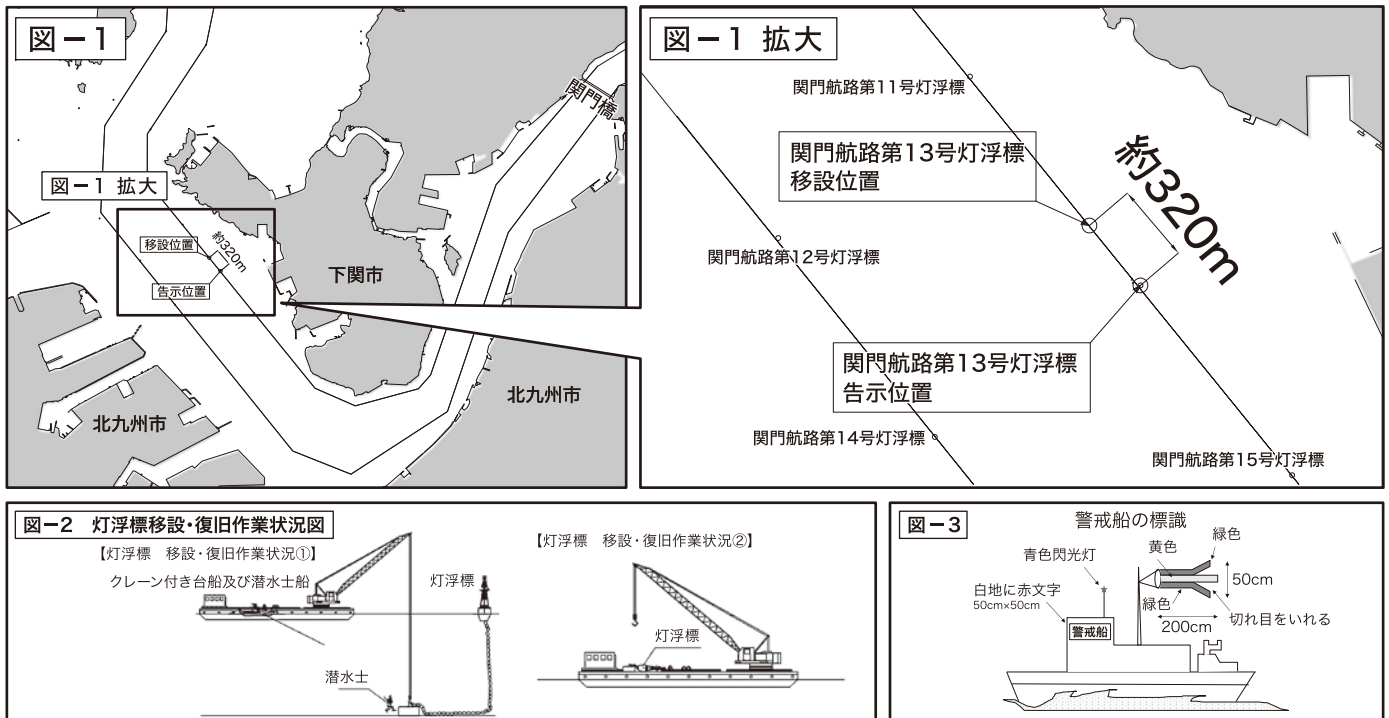 図－1
関門橋
図－1 拡大
移設位置
約320m
告示位置
下関市
北九州市
北九州市
図－1 拡大
関門航路第11号灯浮標
関門航路第13号灯浮標
移設位置
約320m
関門航路第12号灯浮標
関門航路第13号灯浮標
告示位置
関門航路第14号灯浮標
関門航路第15号灯浮標
図－2 灯浮標移設・復旧作業状況図
【灯浮標 移設・復旧作業状況①】
クレーン付き台船及び潜水士船
灯浮標
潜水士
【灯浮標 移設・復旧作業状況②】
灯浮標
図－3
警戒船の標識
青色閃光灯
黄色
緑色
白地に赤文字
50cm×50cm
50cm
緑色
切れ目をいれる
200cm
警戒船